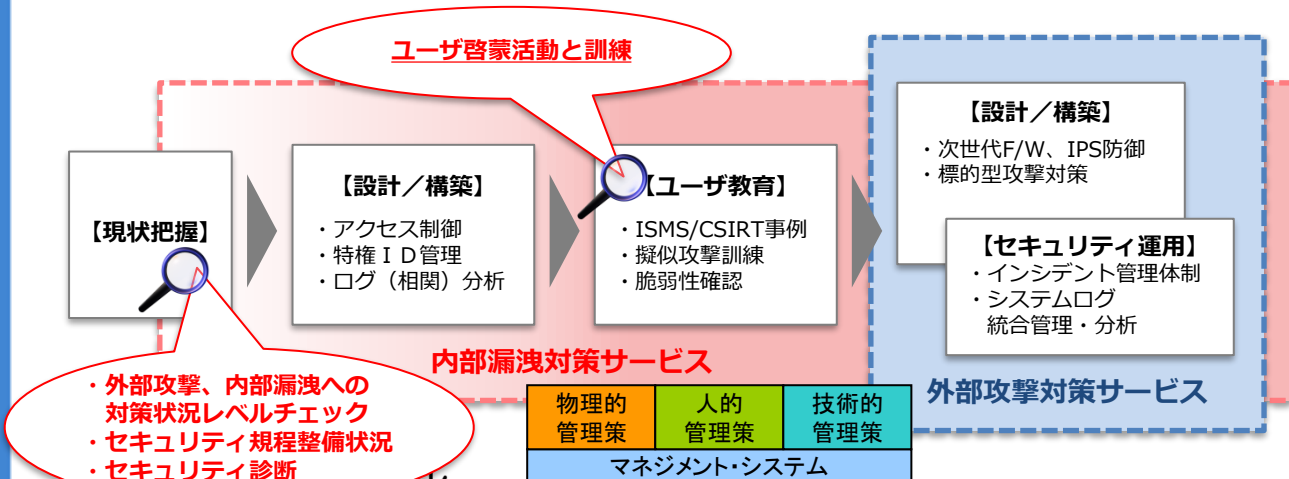 ユーザ啓蒙活動と訓練
【現状把握】
【設計／構築】
・アクセス制御
・特権ＩＤ管理
・ログ（相関）分析
【ユーザ教育】
・ISMS/CSIRT事例
・擬似攻撃訓練
・脆弱性確認
【設計／構築】
・次世代F/W、IPS防御
・標的型攻撃対策
【セキュリティ運用】
・インシデント管理体制
・システムログ
統合管理・分析
内部漏洩対策サービス
外部攻撃対策サービス
・外部攻撃、内部漏洩への
対策状況レベルチェック
・セキュリティ規程整備状況
・セキュリティ診断
物理的
管理策
人的
管理策
技術的
管理策
マネジメント・システム